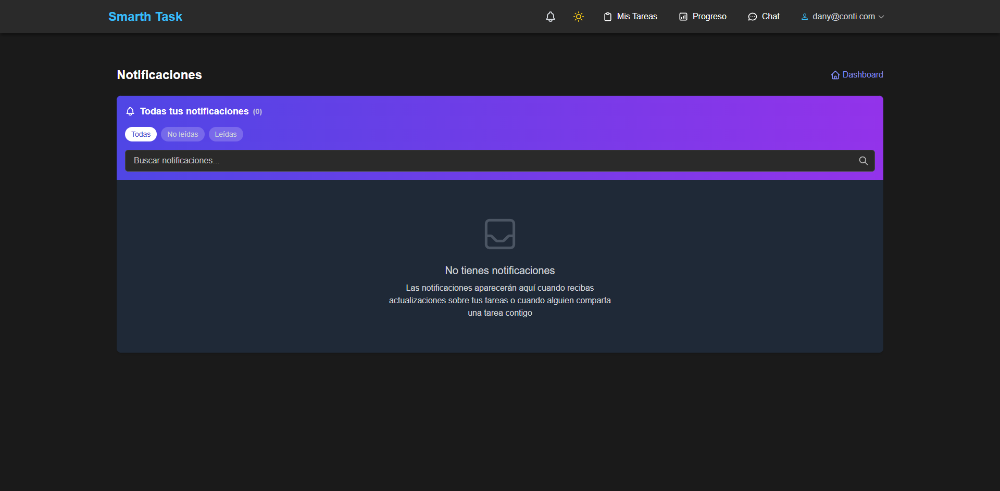 Smarth Task
Mis Tareas
Progreso
Chat
dany@conti.com
Notificaciones
Dashboard
Todas tus notificaciones (0)
Todas
No leídas
Leídas
Buscar notificaciones...
No tienes notificaciones
Las notificaciones aparecerán aquí cuando recibas
actualizaciones sobre tus tareas o cuando alguien comparta
una tarea contigo